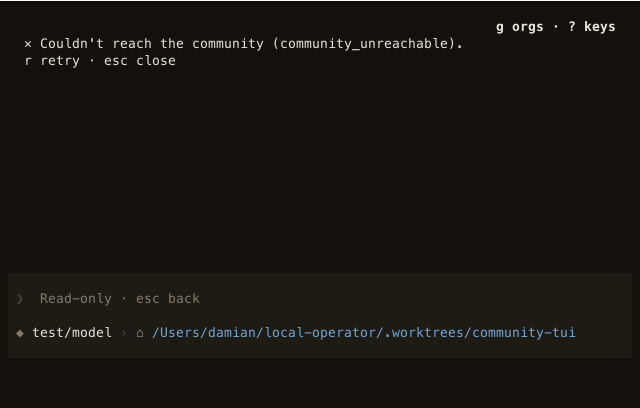 g orgs · ? keys
× Couldn't reach the community (community_unreachable).
r retry · esc close
❯ Read-only · esc back
◆ test/model › ⌂ /Users/damian/local-operator/.worktrees/community-tui